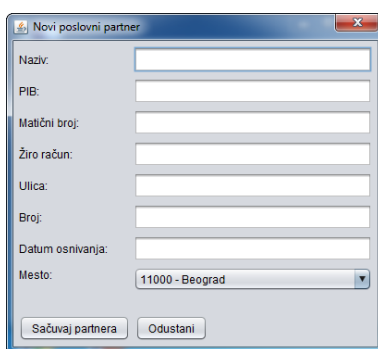 Novi poslovni partner
Naziv:
PIB:
Matični broj:
Žiro račun:
Ulica:
Broj:
Datum osnivanja:
Mesto: 11000 - Beograd
Sačuvaj partnera Odustani